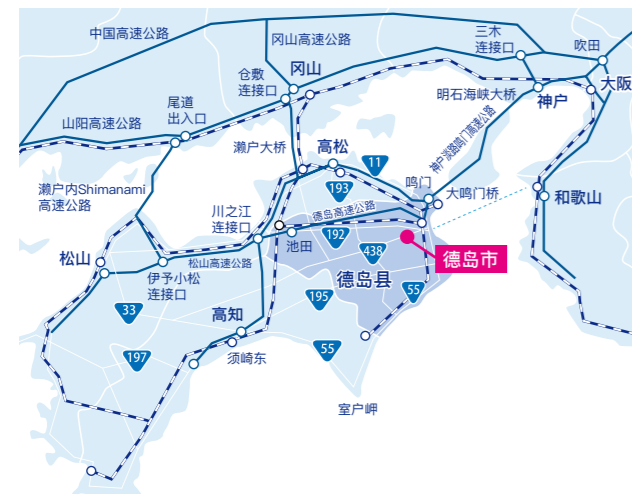 中国高速公路
冈山高速公路
三木
连接口
吹田
仓敷
连接口
冈山
大阪
明石海峡大桥
神户
尾道
出入口
山阳高速公路
神户淡路鸣门高速公路
濑户大桥
高松
11
193
鸣门
大鸣门桥
和歌山
濑户内Shimanami
高速公路
川之江
连接口
德岛高速公路
池田
192
438
德岛市
松山
松山高速公路
伊予小松
连接口
德岛县
33
高知
195
55
197
须崎东
55
室户岬